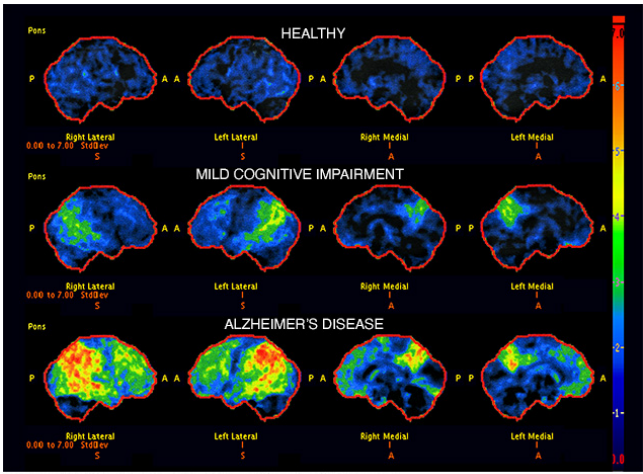 HEALTHY
Pons
P A A P A P P A
Right Lateral Left Lateral Right Medial Left Medial
0.00 to 7.00 StdDev
S I A I
MILD COGNITIVE IMPAIRMENT
Pons
P A A P A P P A
Right Lateral Left Lateral Right Medial Left Medial
0.00 to 7.00 StdDev
S I A I A
ALZHEIMER'S DISEASE
Pons
P A A P A P P A
Right Lateral Left Lateral Right Medial Left Medial
0.00 to 7.00 StdDev
S I S I A I A
7.0
6
5
4
3
2
1
0.0